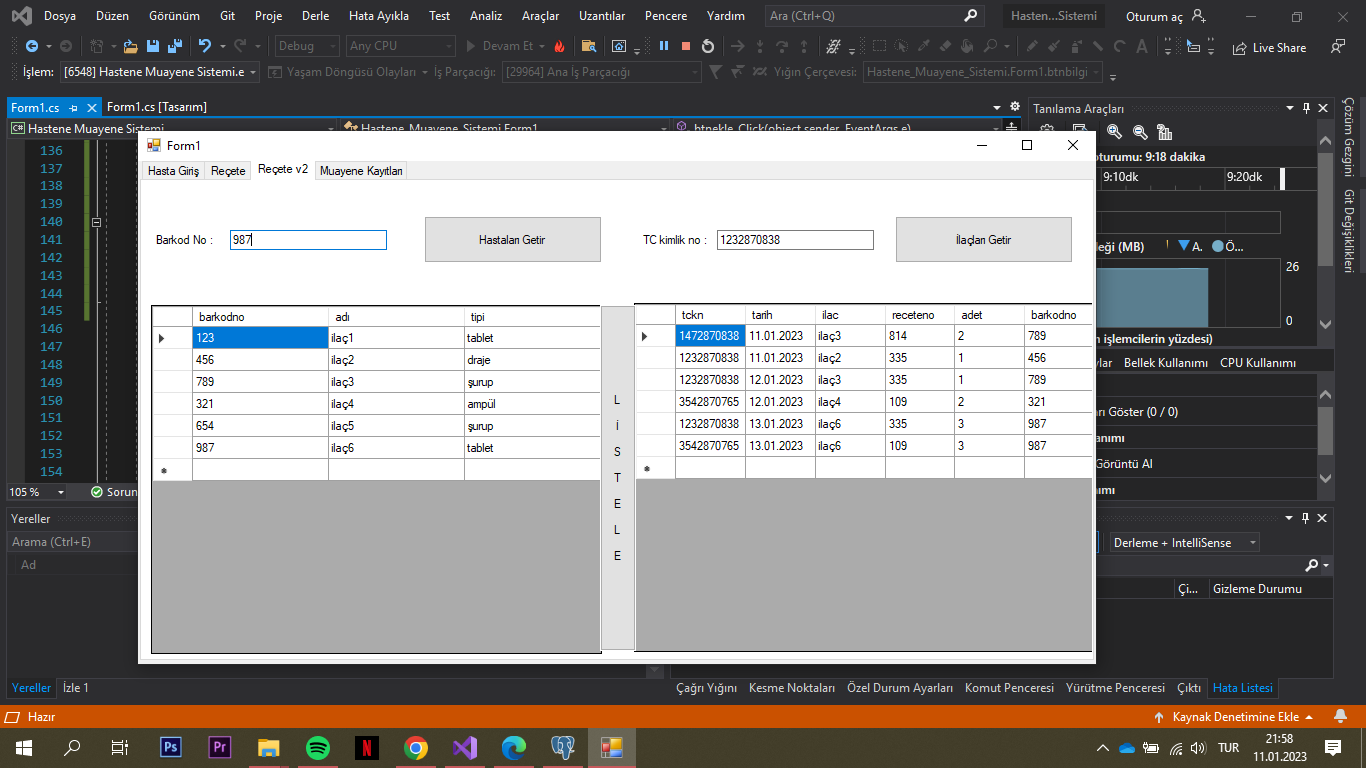 Dosya Düzen Görünüm Git Proje Derle Hata Ayıkla Test Analiz Araçlar Uzantılar Pencere Yardım Ara (Ctrl+Q) Hasten...Sistemi Oturum aç
Debug Any CPU Devam Et Live Share
İşlem: [6548] Hastene Muayene Sistemi.e Yaşam Döngüsü Olayları İş Parçacığı: [29964] Ana İş Parçacığı Yığın Çerçevesi: Hastene_Muayene_Sistemi.Form1.btnbilgi
Form1.cs Form1.cs [Tasarım] Tanılama Araçları
Hastene Muayene Sistemi Hastene_Muayene_Sistemi.Form1 btnekle_Click(object sender, EventArgs e)
Çözüm Gezgini
Git Değişiklikleri
136
137
138
139
140
141
142
143
144
145
146
147
148
149
150
151
152
153
154
Form1
Hasta Giriş Reçete Reçete v2 Muayene Kayıtları
Barkod No : 987 Hastaları Getir TC kimlik no : 1232870838 İlaçları Getir
barkodno adı tipi
123 ilaç1 tablet
456 ilaç2 draje
789 ilaç3 şurup
321 ilaç4 ampül
654 ilaç5 şurup
987 ilaç6 tablet
*
L
İ
S
T
E
L
E
tckn tarih ilac receteno adet barkodno
1472870838 11.01.2023 ilaç3 814 2 789
1232870838 11.01.2023 ilaç2 335 1 456
1232870838 12.01.2023 ilaç3 335 1 789
3542870765 12.01.2023 ilaç4 109 2 321
1232870838 13.01.2023 ilaç6 335 3 987
3542870765 13.01.2023 ilaç6 109 3 987
*
oturumu: 9:18 dakika
9:10dk 9:20dk
leği (MB) A. Ö...
26
0
n işlemcilerin yüzdesi)
Bellek Kullanımı CPU Kullanımı
Göster (0 / 0)
Görüntü Al
105 % Sorun
Yereller
Arama (Ctrl+E)
Ad
Derleme + IntelliSense
Çi... Gizleme Durumu
Yereller İzle 1 Çağrı Yığını Kesme Noktaları Özel Durum Ayarları Komut Penceresi Yürütme Penceresi Çıktı Hata Listesi
Hazır Kaynak Denetimine Ekle
Ps Pr N TUR 21:58
11.01.2023